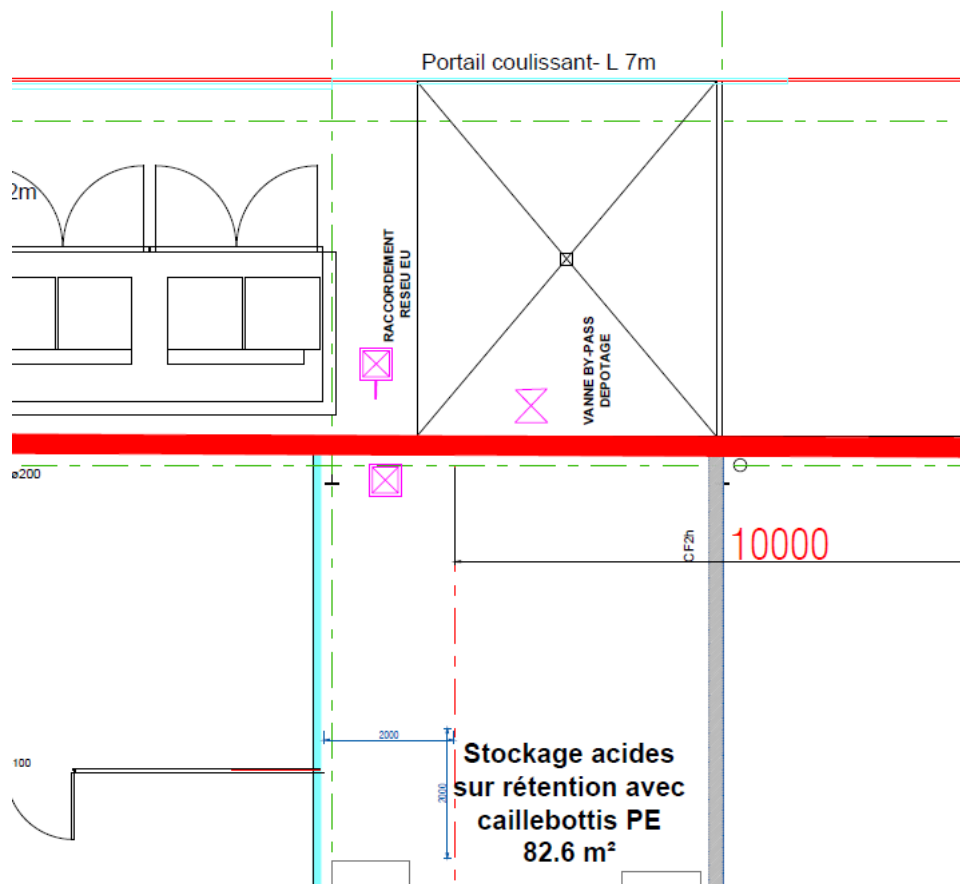 Portail coulissant- L 7m
2m
RACCORDEMENT
RESEU EU
VANNE BY-PASS
DEPOTAGE
ø200
CF2h
10000
2000
2000
100
Stockage acides
sur rétention avec
caillebottis PE
82.6 m²